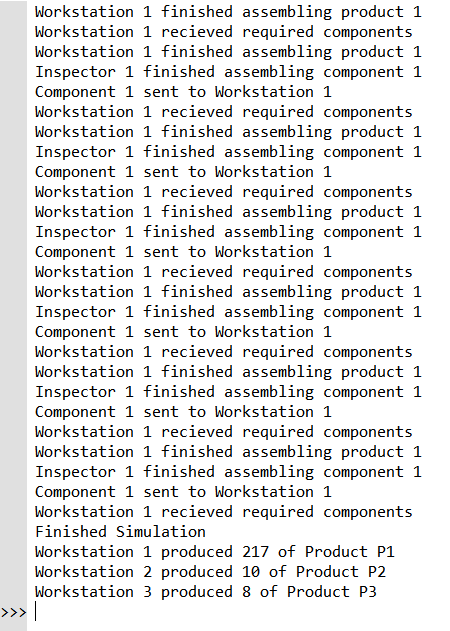 Workstation 1 finished assembling product 1
Workstation 1 recieved required components
Workstation 1 finished assembling product 1
Inspector 1 finished assembling component 1
Component 1 sent to Workstation 1
Workstation 1 recieved required components
Workstation 1 finished assembling product 1
Inspector 1 finished assembling component 1
Component 1 sent to Workstation 1
Workstation 1 recieved required components
Workstation 1 finished assembling product 1
Inspector 1 finished assembling component 1
Component 1 sent to Workstation 1
Workstation 1 recieved required components
Workstation 1 finished assembling product 1
Inspector 1 finished assembling component 1
Component 1 sent to Workstation 1
Workstation 1 recieved required components
Workstation 1 finished assembling product 1
Inspector 1 finished assembling component 1
Component 1 sent to Workstation 1
Workstation 1 recieved required components
Workstation 1 finished assembling product 1
Inspector 1 finished assembling component 1
Component 1 sent to Workstation 1
Workstation 1 recieved required components
Finished Simulation
Workstation 1 produced 217 of Product P1
Workstation 2 produced 10 of Product P2
Workstation 3 produced 8 of Product P3
>>>